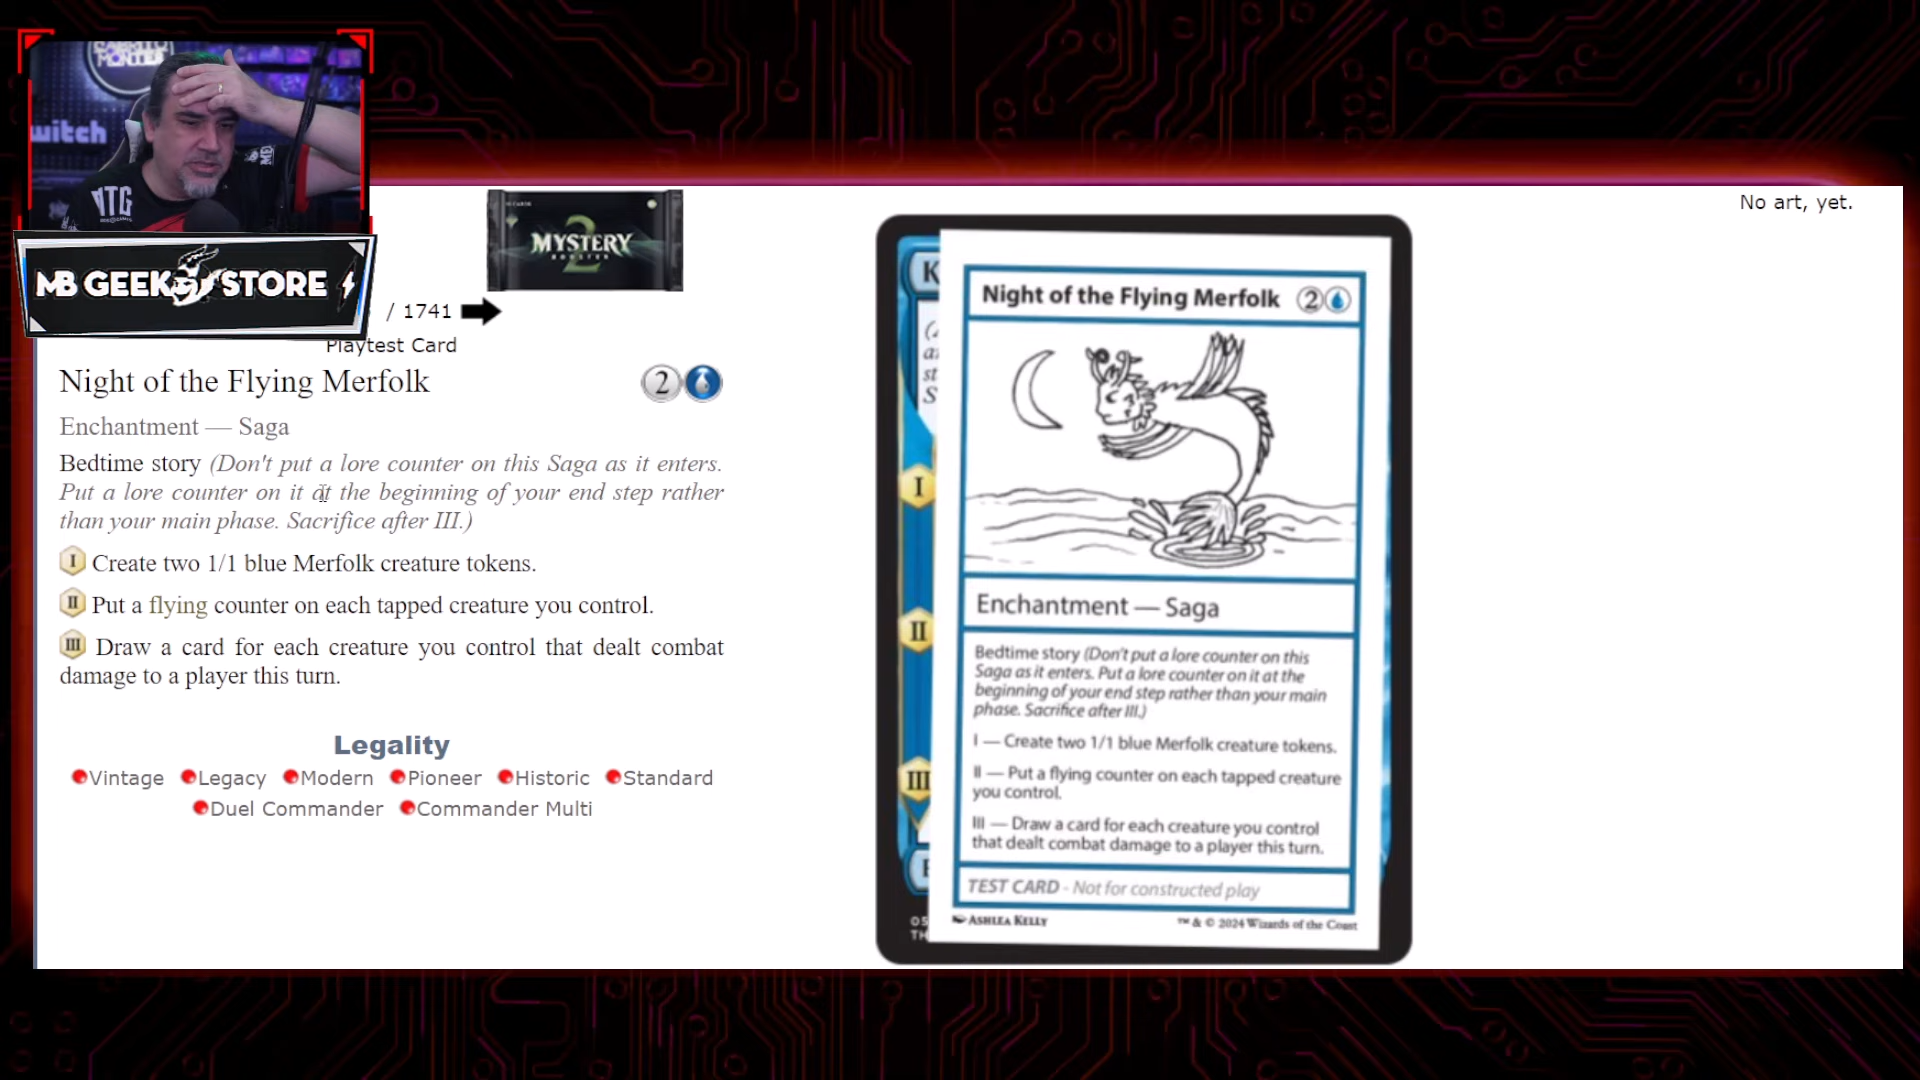 witch
MTG
MB GEEK STORE
MYSTERY
2
BOOSTER
/ 1741
Playtest Card
Night of the Flying Merfolk 2
Enchantment — Saga
Bedtime story (Don't put a lore counter on this Saga as it enters.
Put a lore counter on it at the beginning of your end step rather
than your main phase. Sacrifice after III.)
I Create two 1/1 blue Merfolk creature tokens.
II Put a flying counter on each tapped creature you control.
III Draw a card for each creature you control that dealt combat
damage to a player this turn.
Legality
Vintage Legacy Modern Pioneer Historic Standard
Duel Commander Commander Multi
No art, yet.
K
I
II
III
Night of the Flying Merfolk 2
Enchantment — Saga
Bedtime story (Don't put a lore counter on this
Saga as it enters. Put a lore counter on it at the
beginning of your end step rather than your main
phase. Sacrifice after III.)
I — Create two 1/1 blue Merfolk creature tokens.
II — Put a flying counter on each tapped creature
you control.
III — Draw a card for each creature you control
that dealt combat damage to a player this turn.
TEST CARD - Not for constructed play
ASHLEA KELLY
™ & © 2024 Wizards of the Coast